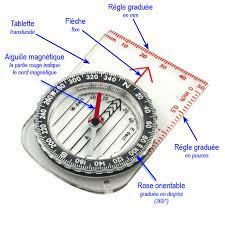 Flèche
fixe
Règle graduée
en mm
Tablette
translucide
Aiguille magnétique
la partie rouge indique
le nord magnétique
Règle graduée
en pouces
Rose orientable
graduée en degrés
(360°)